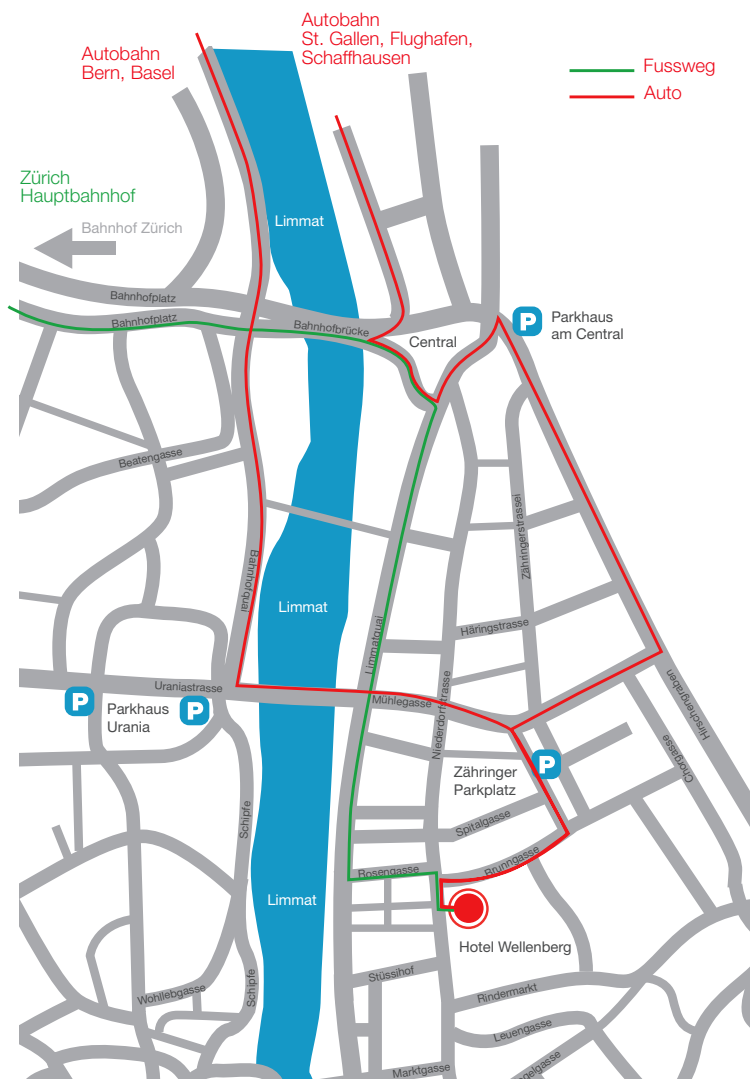 Autobahn
St. Gallen, Flughafen,
Schaffhausen
Autobahn
Bern, Basel
Fussweg
Auto
Zürich
Hauptbahnhof
Bahnhof Zürich
Limmat
Bahnhofplatz
Bahnhofplatz
Bahnhofbrücke
Central
P
Parkhaus
am Central
Beatengasse
Zähringerstrassel
Bahnhofquai
Limmat
Limmatquai
Häringstrasse
Uraniastrasse
Mühlegasse
Niederdorfstrasse
Hirschengraben
P
Parkhaus
Urania
P
Chorgasse
P
Zähringer
Parkplatz
Schipfe
Spitalgasse
Brunngasse
Rosengasse
Limmat
Hotel Wellenberg
Stüssihof
Schipfe
Wohllebgasse
Rindermarkt
Leuengasse
Marktgasse